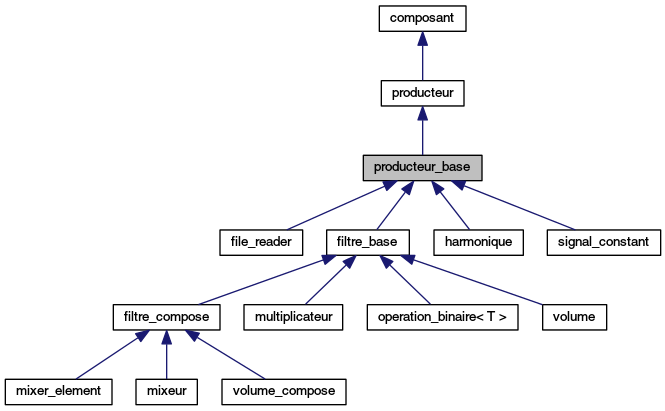 composant
producteur
producteur_base
file_reader
filtre_base
harmonique
signal_constant
filtre_compose
multiplicateur
operation_binaire< T >
volume
mixer_element
mixeur
volume_compose